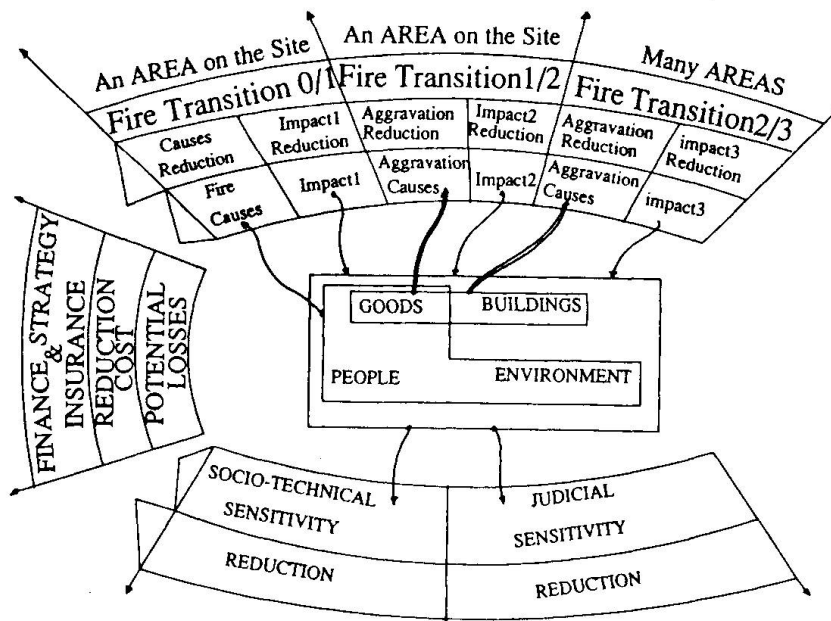 An AREA on the Site
An AREA on the Site
Many AREAS
Fire Transition 0/1
Fire Transition1/2
Fire Transition2/3
Causes
Reduction
Impact1
Reduction
Aggravation
Reduction
Impact2
Reduction
Aggravation
Reduction
impact3
Reduction
Fire
Causes
Impact1
Aggravation
Causes
Impact2
Aggravation
Causes
impact3
FINANCE STRATEGY
&
INSURANCE
REDUCTION
COST
POTENTIAL
LOSSES
GOODS
BUILDINGS
PEOPLE
ENVIRONMENT
SOCIO-TECHNICAL
SENSITIVITY
REDUCTION
JUDICIAL
SENSITIVITY
REDUCTION